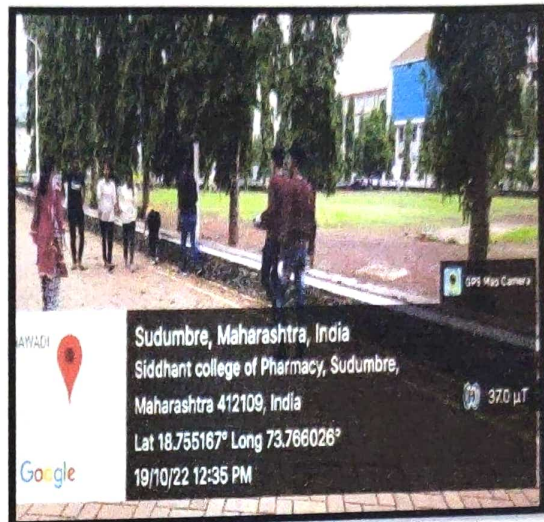 GPS Map Camera
AWADI
Google
Sudumbre, Maharashtra, India
Siddhant college of Pharmacy, Sudumbre,
Maharashtra 412109, India
Lat 18.755167° Long 73.766026°
19/10/22 12:35 PM
37.0 µT